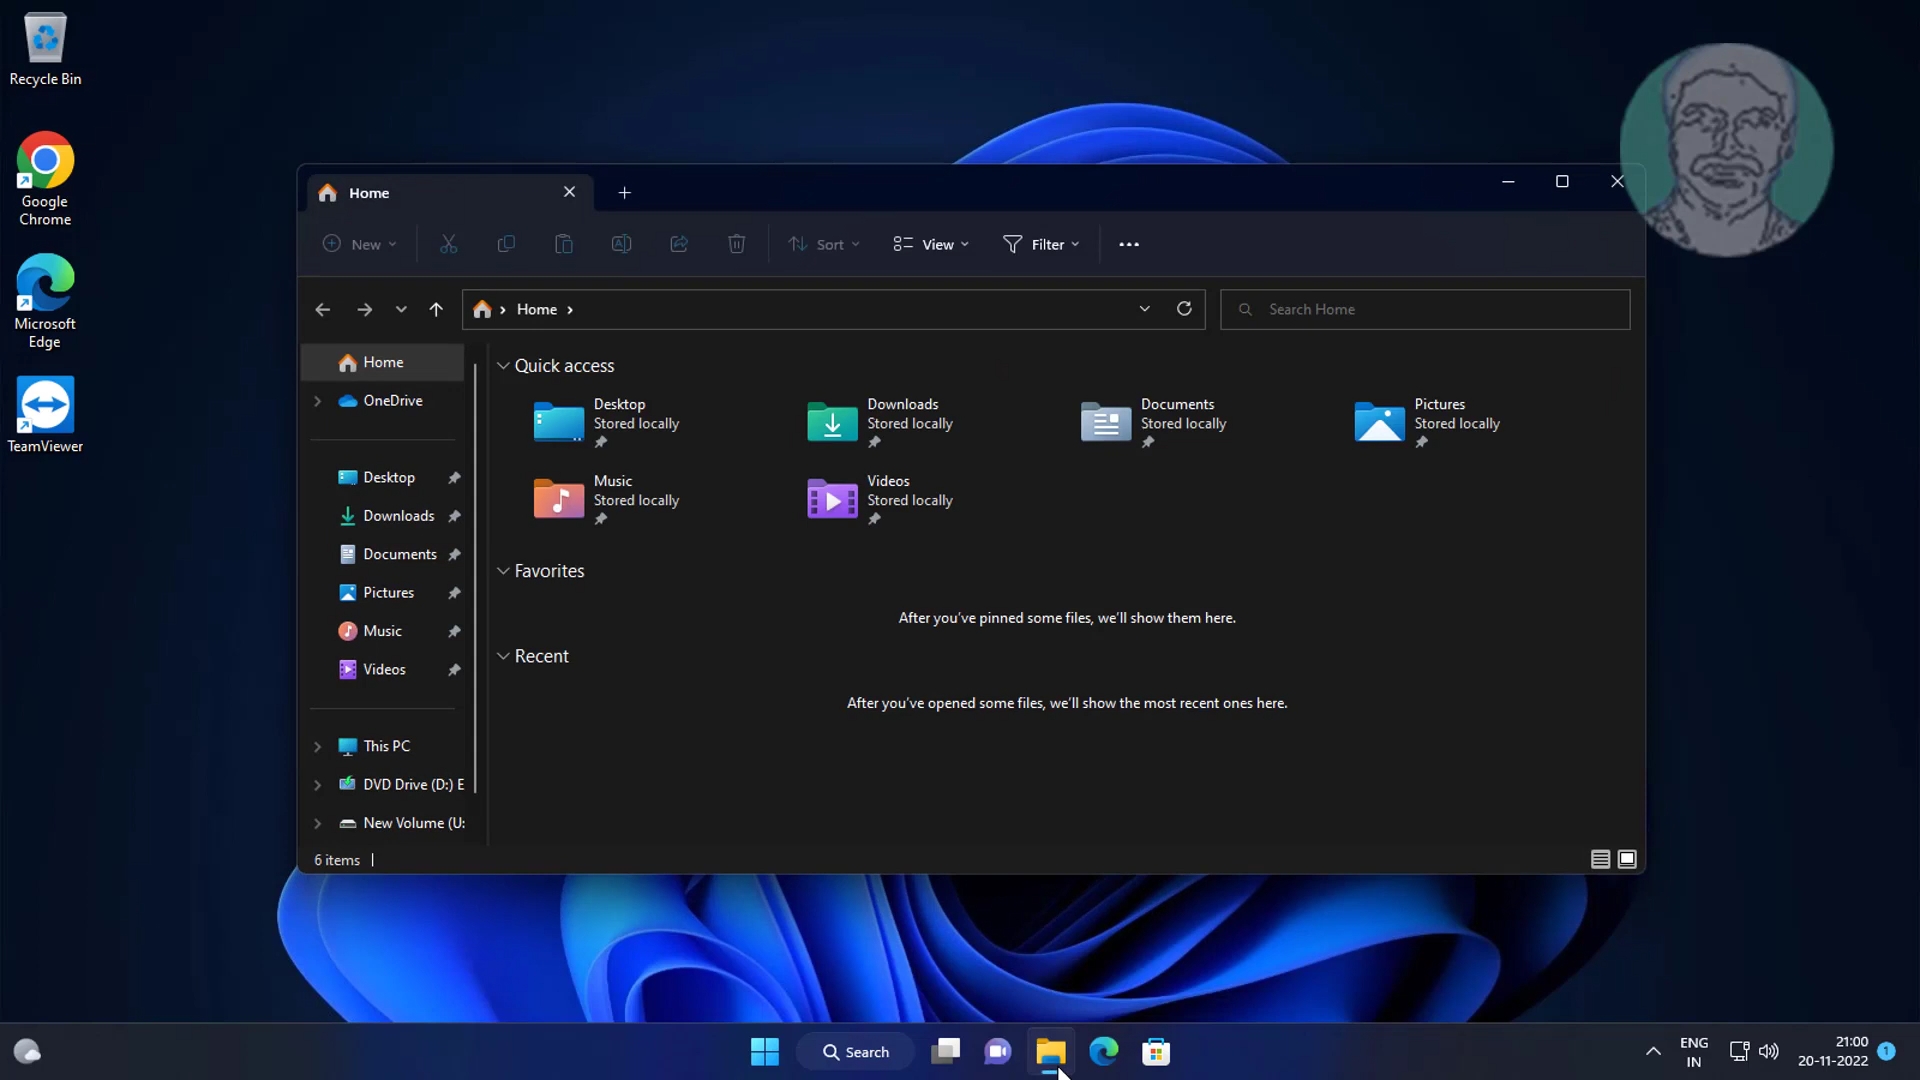 Recycle Bin
Google
Chrome
Microsoft
Edge
TeamViewer
Home
New
Sort
View
Filter
Home
Search Home
Home
OneDrive
Desktop
Downloads
Documents
Pictures
Music
Videos
This PC
DVD Drive (D:) E
New Volume (U:
Quick access
Desktop
Stored locally
Downloads
Stored locally
Documents
Stored locally
Pictures
Stored locally
Music
Stored locally
Videos
Stored locally
Favorites
After you've pinned some files, we'll show them here.
Recent
After you've opened some files, we'll show the most recent ones here.
6 items
Search
ENG
IN
21:00
20-11-2022
1